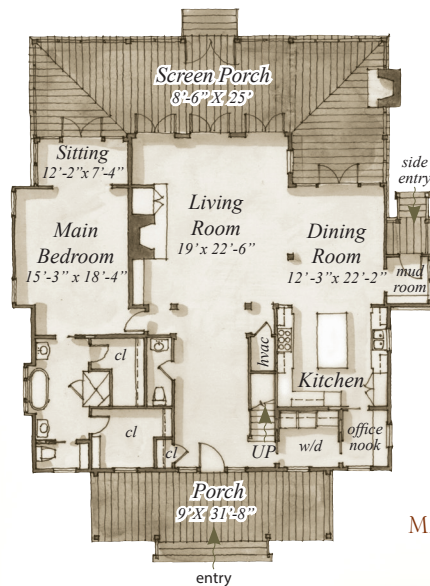 Screen Porch
8'-6" X 25'
Sitting
12'-2"x 7'-4"
side
entry
Living
Room
19' x 22'-6"
Main
Bedroom
15'-3" x 18'-4"
Dining
Room
12'-3"x 22'-2"
mud
room
cl
hvac
Kitchen
cl
cl
UP
w/d
office
nook
Porch
9' X 31'-8"
M
entry